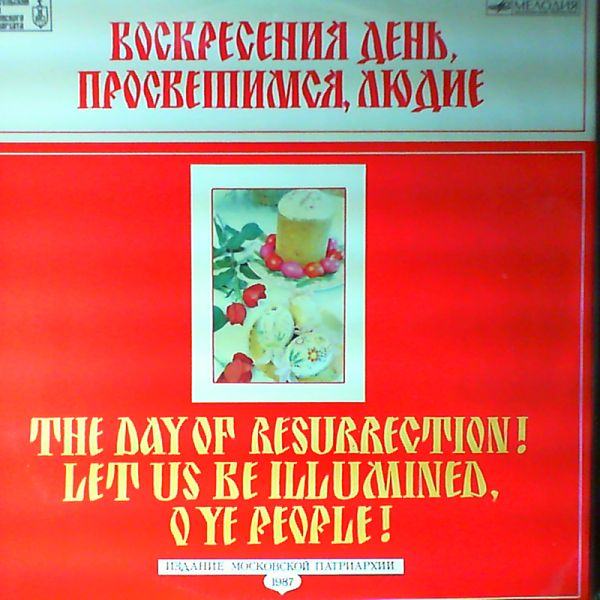 МЕЛОДИЯ
ВОСКРЕСЕНИЯ ДЕНЬ,
ПРОСВЕТИМСЯ, ЛЮДИЕ
THE DAY OF RESURRECTION!
LET US BE ILLUMINED,
O YE PEOPLE!
ИЗДАНИЕ МОСКОВСКОЙ ПАТРИАРХИИ
1987